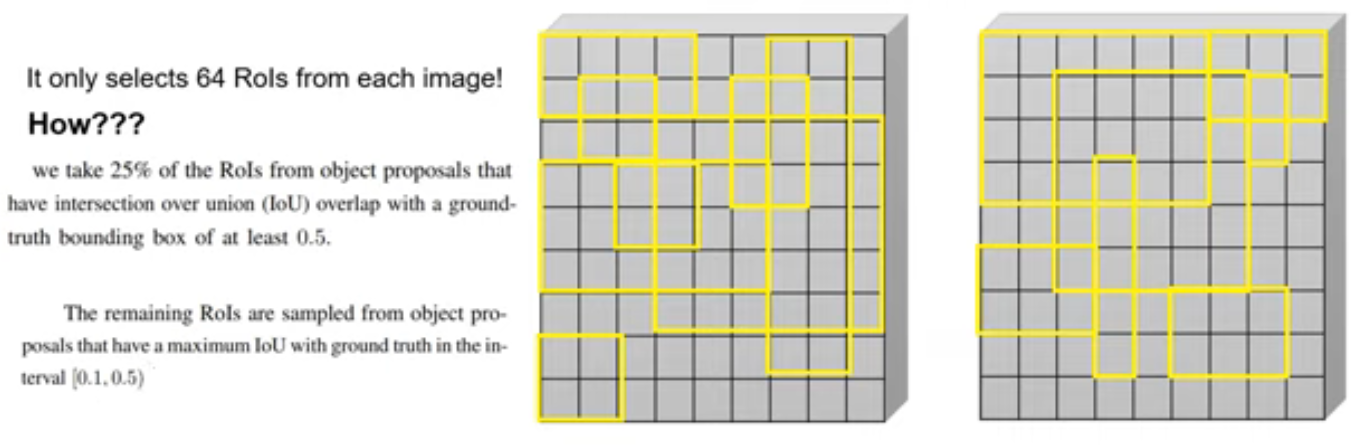 It only selects 64 RoIs from each image!
How???
we take 25% of the RoIs from object proposals that
have intersection over union (IoU) overlap with a ground-
truth bounding box of at least 0.5.
The remaining RoIs are sampled from object pro-
posals that have a maximum IoU with ground truth in the in-
terval [0.1, 0.5)